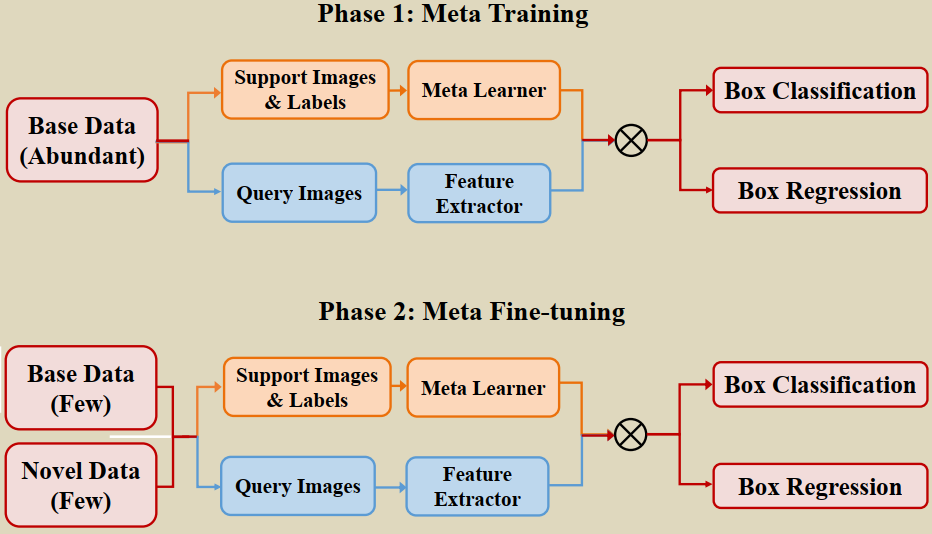 Phase 1: Meta Training
Base Data
(Abundant)
Support Images
& Labels
Meta Learner
Query Images
Feature
Extractor
Box Classification
Box Regression
Phase 2: Meta Fine-tuning
Base Data
(Few)
Novel Data
(Few)
Support Images
& Labels
Meta Learner
Query Images
Feature
Extractor
Box Classification
Box Regression